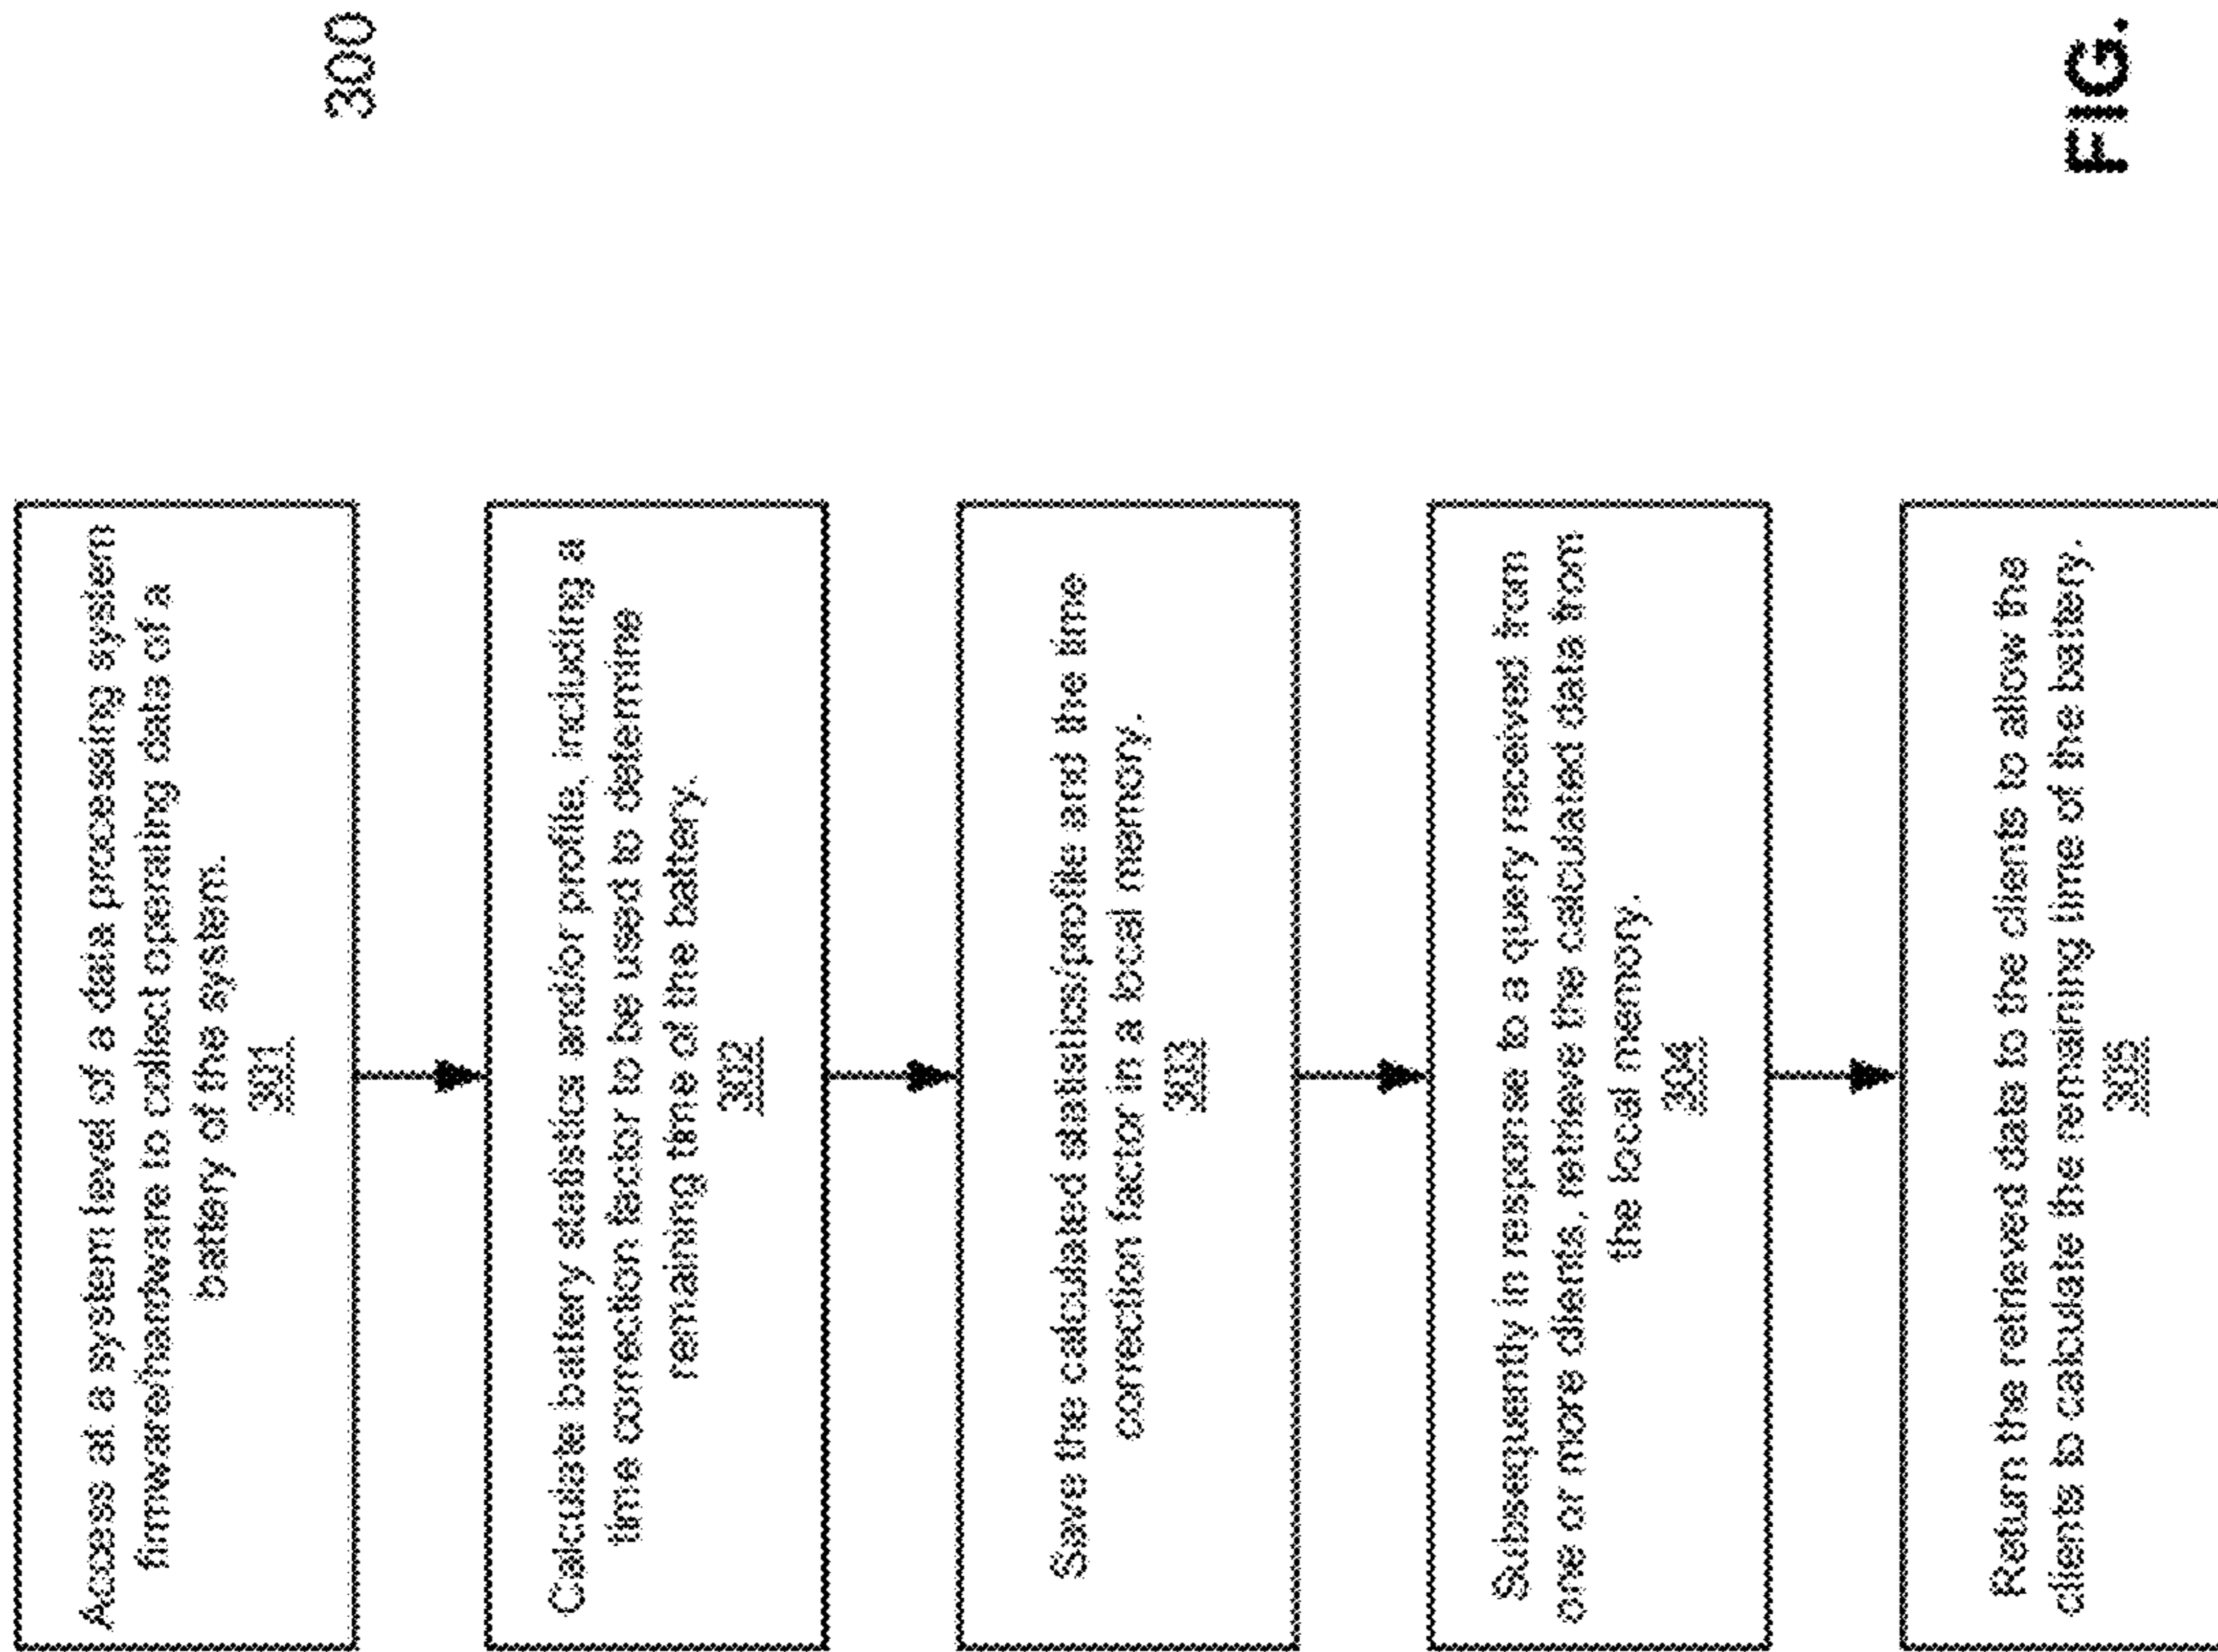 300
Access at a system level of a data processing system
firmware/hardware to collect operating data of a
battery of the system.
301
Calculate battery statistics and/or profile, including a
time correction factor to be used to determine
remaining time of the battery.
302
Save the calculated statistics/profile and the time
correction factor in a local memory.
303
Subsequently in response to a query received from
one or more clients, retrieve the calculated data from
the local memory.
304
Return the retrieved data to the clients to allow the
clients to calculate the remaining time of the battery.
305
FIG.